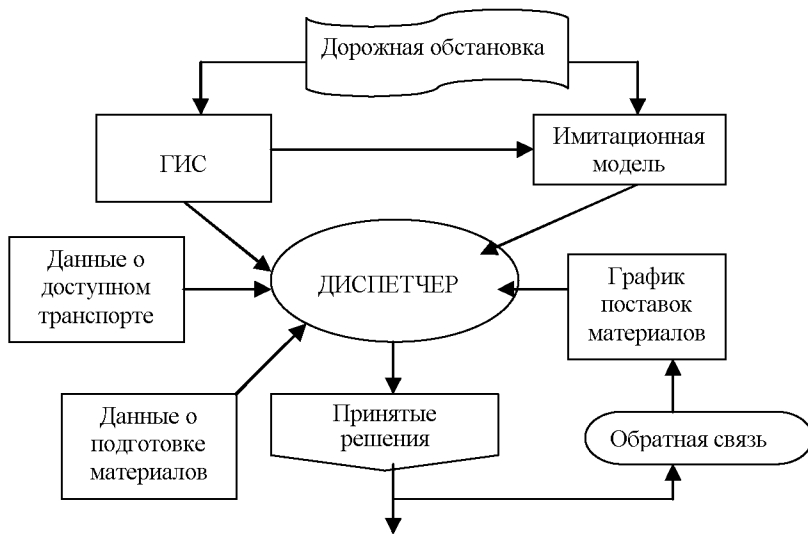 Дорожная обстановка
ГИС
Имитационная
модель
Данные о
доступном
транспорте
ДИСПЕТЧЕР
График
поставок
материалов
Данные о
подготовке
материалов
Принятые
решения
Обратная связь